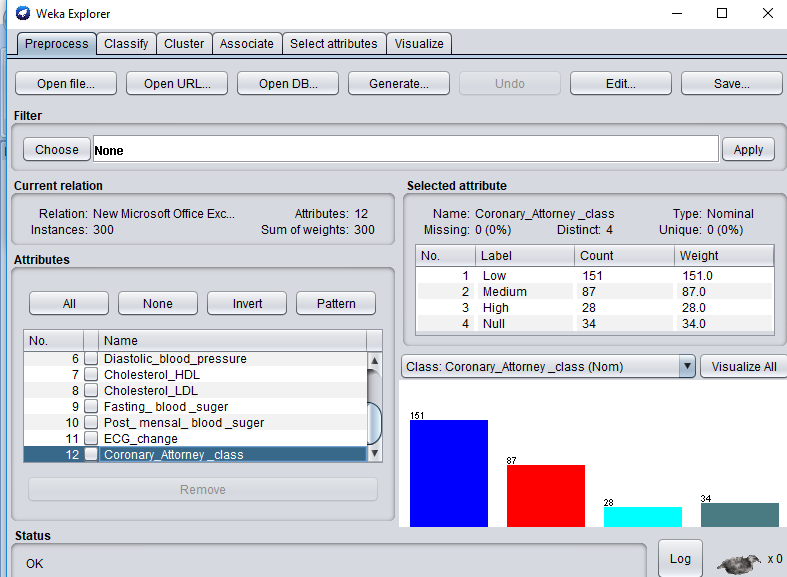 Weka Explorer
Preprocess Classify Cluster Associate Select attributes Visualize
Open file... Open URL... Open DB... Generate... Undo Edit... Save...
Filter
Choose None Apply
Current relation
Relation: New Microsoft Office Exc... Attributes: 12
Instances: 300 Sum of weights: 300
Attributes
All None Invert Pattern
No. Name
6 Diastolic_blood_pressure
7 Cholesterol_HDL
8 Cholesterol_LDL
9 Fasting_ blood _suger
10 Post_ mensal_ blood _suger
11 ECG_change
12 Coronary_Attorney _class
Remove
Selected attribute
Name: Coronary_Attorney _class Type: Nominal
Missing: 0 (0%) Distinct: 4 Unique: 0 (0%)
No. Label Count Weight
1 Low 151 151.0
2 Medium 87 87.0
3 High 28 28.0
4 Null 34 34.0
Class: Coronary_Attorney _class (Nom) Visualize All
151
87
28
34
Status
OK
Log x 0